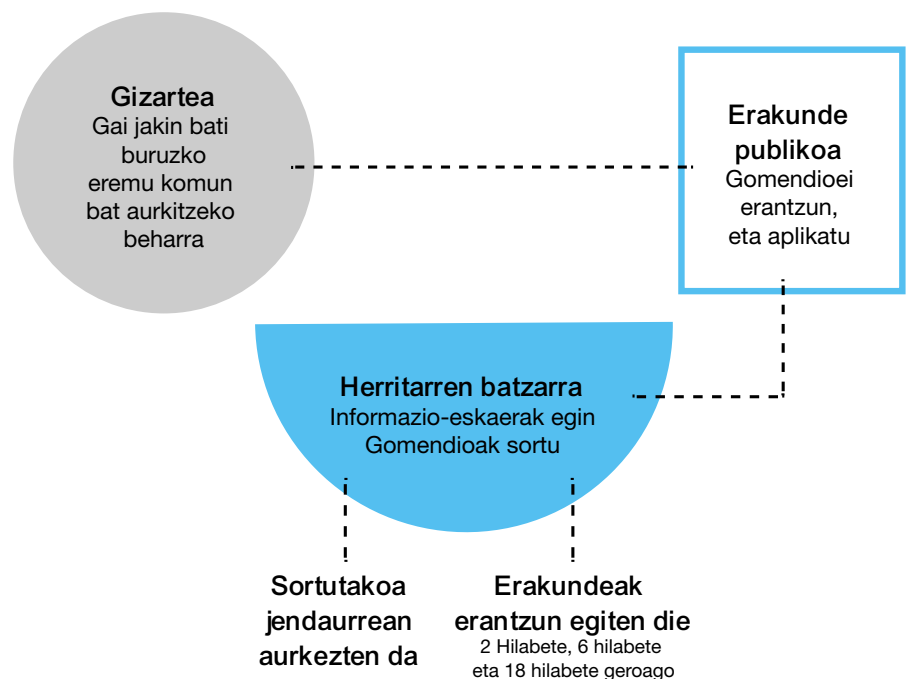 Gizartea
Gai jakin bati
buruzko
eremu komun
bat aurkitzeko
beharra
Erakunde
publikoa
Gomendioei
erantzun,
eta aplikatu
Herritarren batzarra
Informazio-eskaerak egin
Gomendioak sortu
Sortutakoa
jendaurrean
aurkezten da
Erakundeak
erantzun egiten die
2 Hilabete, 6 hilabete
eta 18 hilabete geroago